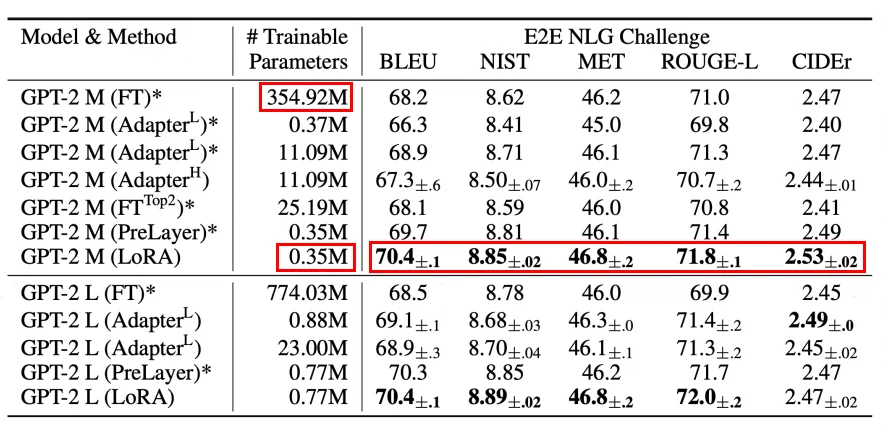 Model & Method # Trainable E2E NLG Challenge
Parameters BLEU NIST MET ROUGE-L CIDEr
GPT-2 M (FT)* 354.92M 68.2 8.62 46.2 71.0 2.47
GPT-2 M (Adapterᴸ)* 0.37M 66.3 8.41 45.0 69.8 2.40
GPT-2 M (Adapterᴸ)* 11.09M 68.9 8.71 46.1 71.3 2.47
GPT-2 M (Adapterᴴ) 11.09M 67.3±.6 8.50±.07 46.0±.2 70.7±.2 2.44±.01
GPT-2 M (FTᵀᵒᵖ²)* 25.19M 68.1 8.59 46.0 70.8 2.41
GPT-2 M (PreLayer)* 0.35M 69.7 8.81 46.1 71.4 2.49
GPT-2 M (LoRA) 0.35M 70.4±.1 8.85±.02 46.8±.2 71.8±.1 2.53±.02
GPT-2 L (FT)* 774.03M 68.5 8.78 46.0 69.9 2.45
GPT-2 L (Adapterᴸ) 0.88M 69.1±.1 8.68±.03 46.3±.0 71.4±.2 2.49±.0
GPT-2 L (Adapterᴸ) 23.00M 68.9±.3 8.70±.04 46.1±.1 71.3±.2 2.45±.02
GPT-2 L (PreLayer)* 0.77M 70.3 8.85 46.2 71.7 2.47
GPT-2 L (LoRA) 0.77M 70.4±.1 8.89±.02 46.8±.2 72.0±.2 2.47±.02